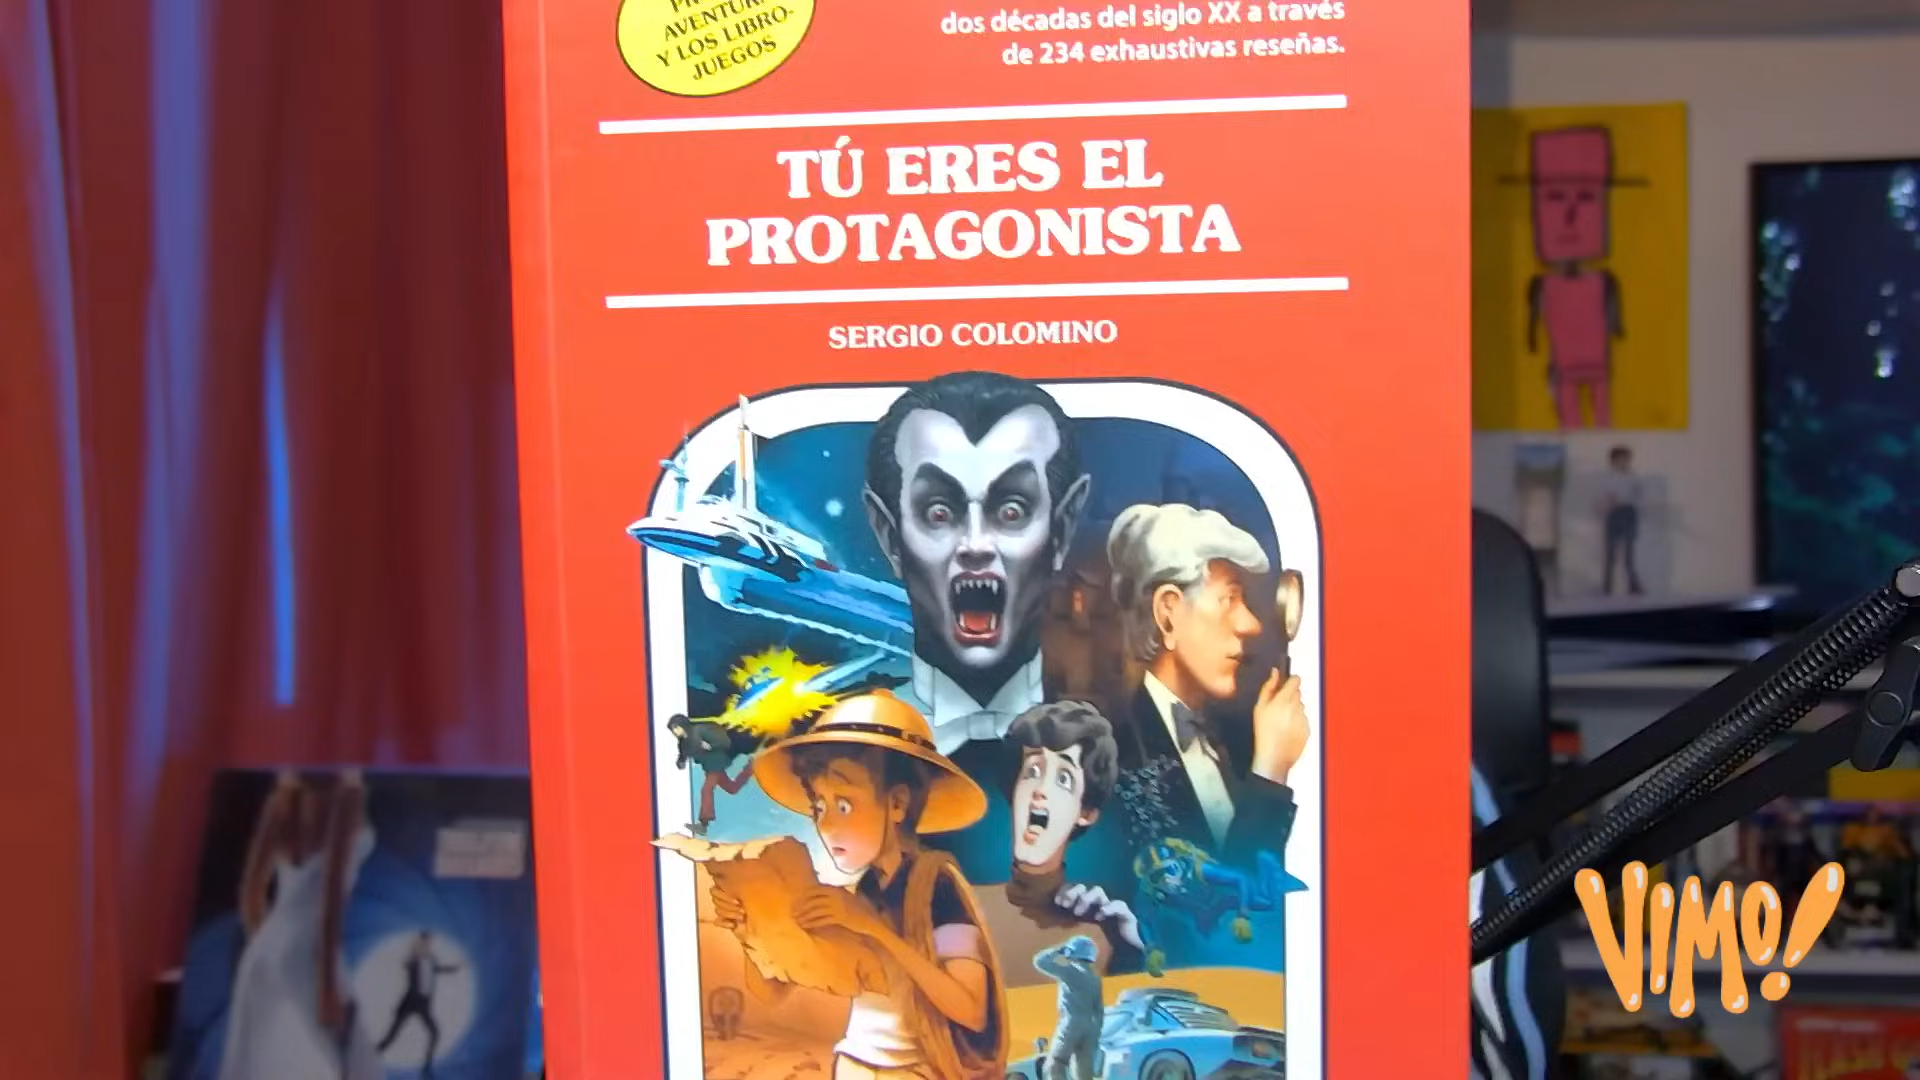 AVENTURA
Y LOS LIBRO-
JUEGOS
dos décadas del siglo XX a través
de 234 exhaustivas reseñas.
TÚ ERES EL
PROTAGONISTA
SERGIO COLOMINO
VIMO!